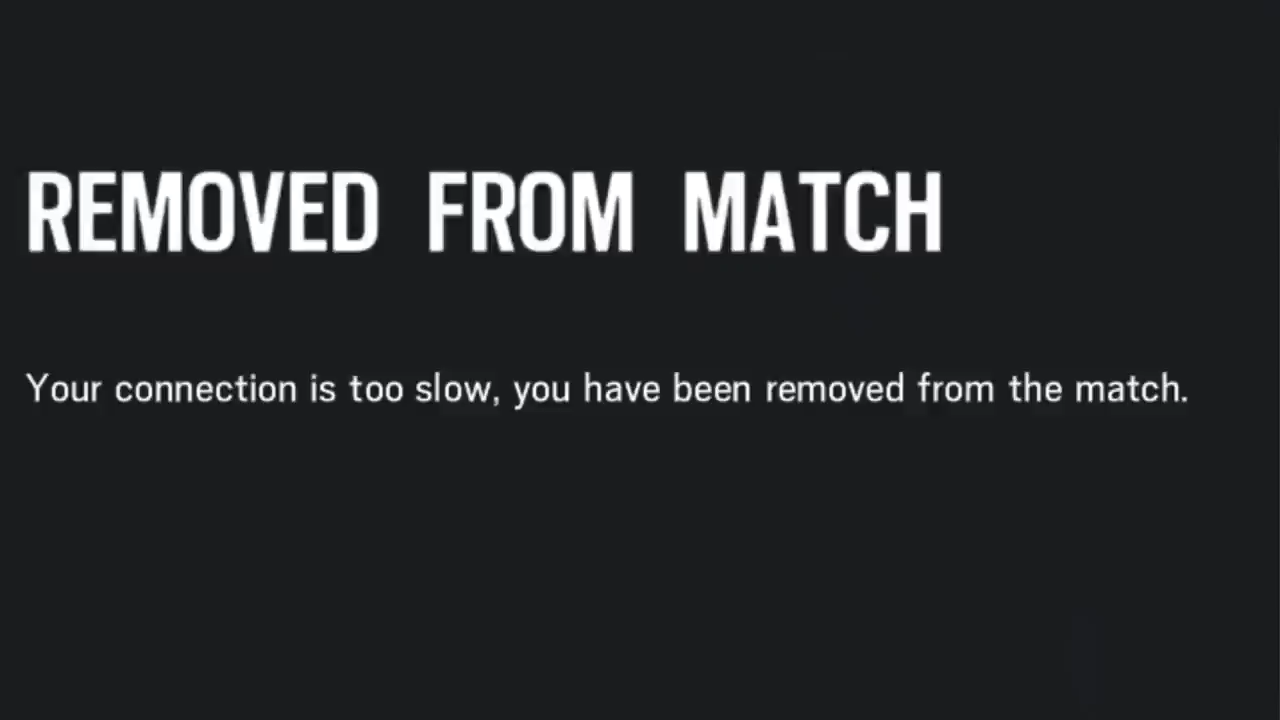 REMOVED FROM MATCH
Your connection is too slow, you have been removed from the match.